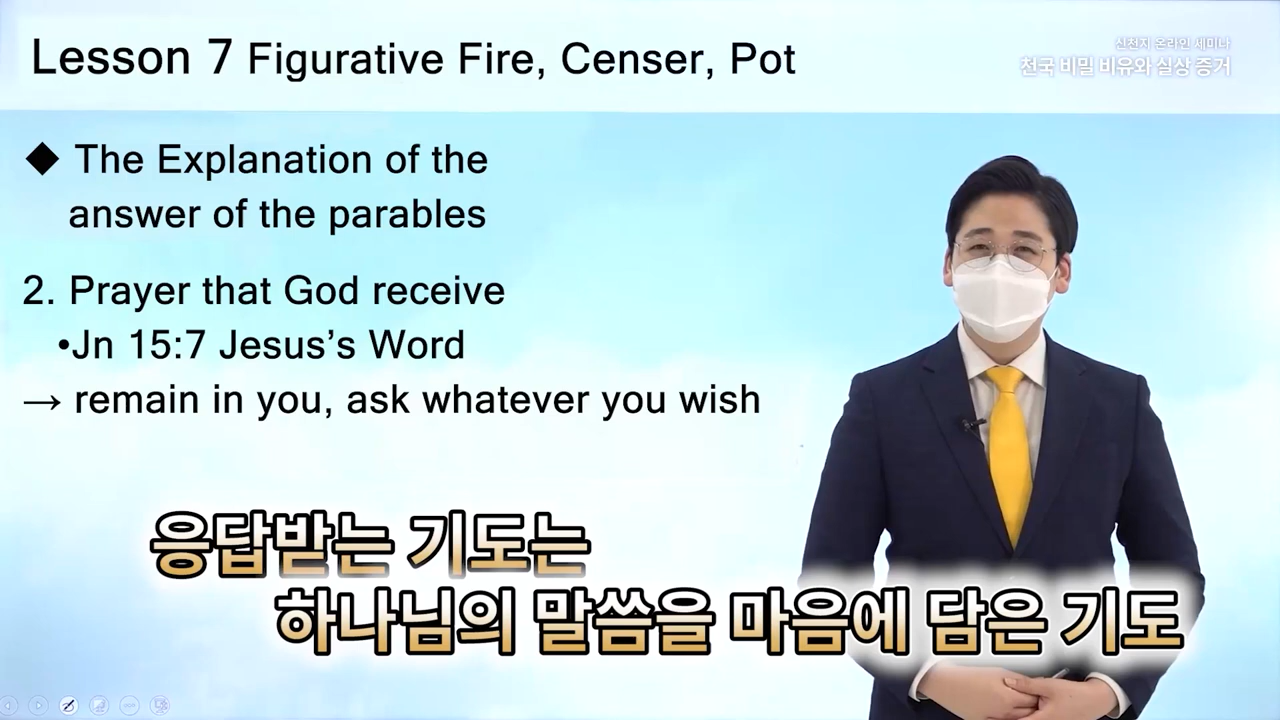 Lesson 7 Figurative Fire, Censer, Pot
신천지 온라인 세미나
천국 비밀 비유와 실상 증거
◆ The Explanation of the
answer of the parables
2. Prayer that God receive
•Jn 15:7 Jesus’s Word
→ remain in you, ask whatever you wish
응답받는 기도는
하나님의 말씀을 마음에 담은 기도